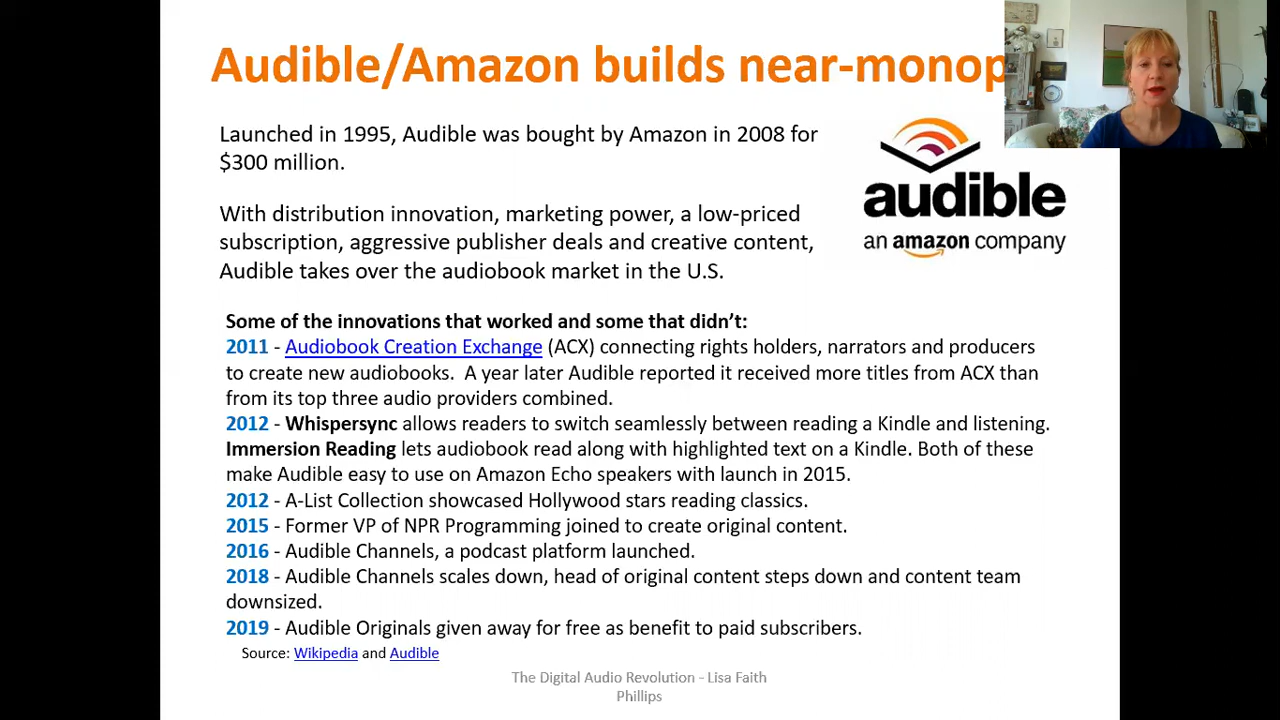 Audible/Amazon builds near-monop
Launched in 1995, Audible was bought by Amazon in 2008 for
$300 million.
audible
an amazon company
With distribution innovation, marketing power, a low-priced
subscription, aggressive publisher deals and creative content,
Audible takes over the audiobook market in the U.S.
Some of the innovations that worked and some that didn't:
2011 - Audiobook Creation Exchange (ACX) connecting rights holders, narrators and producers
to create new audiobooks. A year later Audible reported it received more titles from ACX than
from its top three audio providers combined.
2012 - Whispersync allows readers to switch seamlessly between reading a Kindle and listening.
Immersion Reading lets audiobook read along with highlighted text on a Kindle. Both of these
make Audible easy to use on Amazon Echo speakers with launch in 2015.
2012 - A-List Collection showcased Hollywood stars reading classics.
2015 - Former VP of NPR Programming joined to create original content.
2016 - Audible Channels, a podcast platform launched.
2018 - Audible Channels scales down, head of original content steps down and content team
downsized.
2019 - Audible Originals given away for free as benefit to paid subscribers.
Source: Wikipedia and Audible
The Digital Audio Revolution - Lisa Faith
Phillips